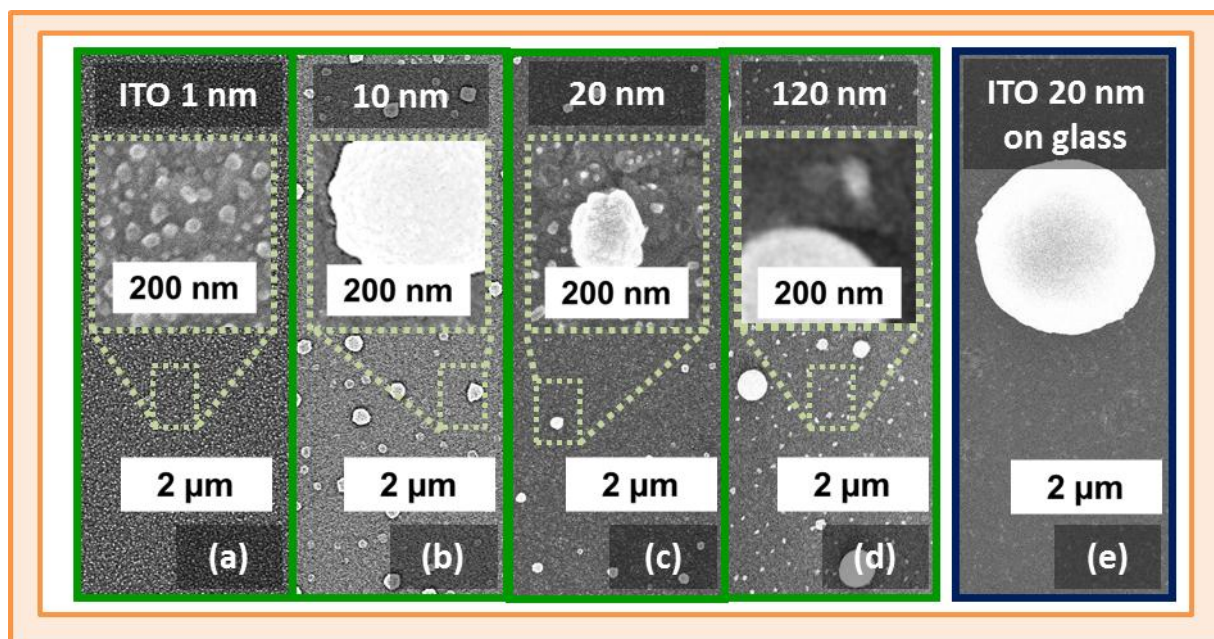 ITO 1 nm
200 nm
2 μm
(a)
10 nm
200 nm
2 μm
(b)
20 nm
200 nm
2 μm
(c)
120 nm
200 nm
2 μm
(d)
ITO 20 nm
on glass
2 μm
(e)